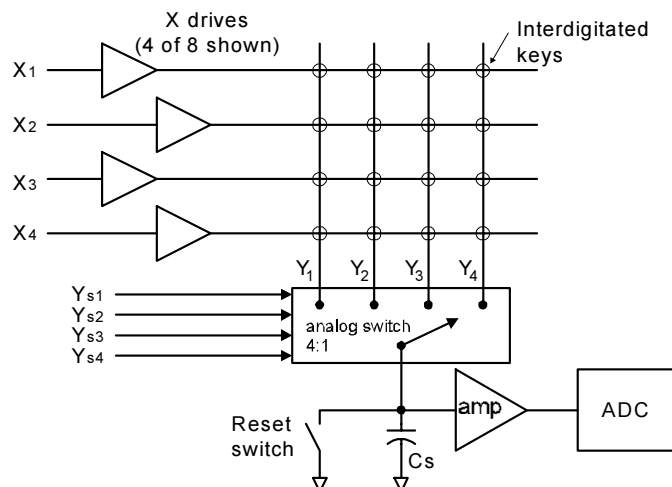 X drives
(4 of 8 shown)
Interdigitated
keys
X1
X2
X3
X4
Y1
Y2
Y3
Y4
Ys1
Ys2
Ys3
Ys4
analog switch
4:1
Reset
switch
Cs
amp
ADC